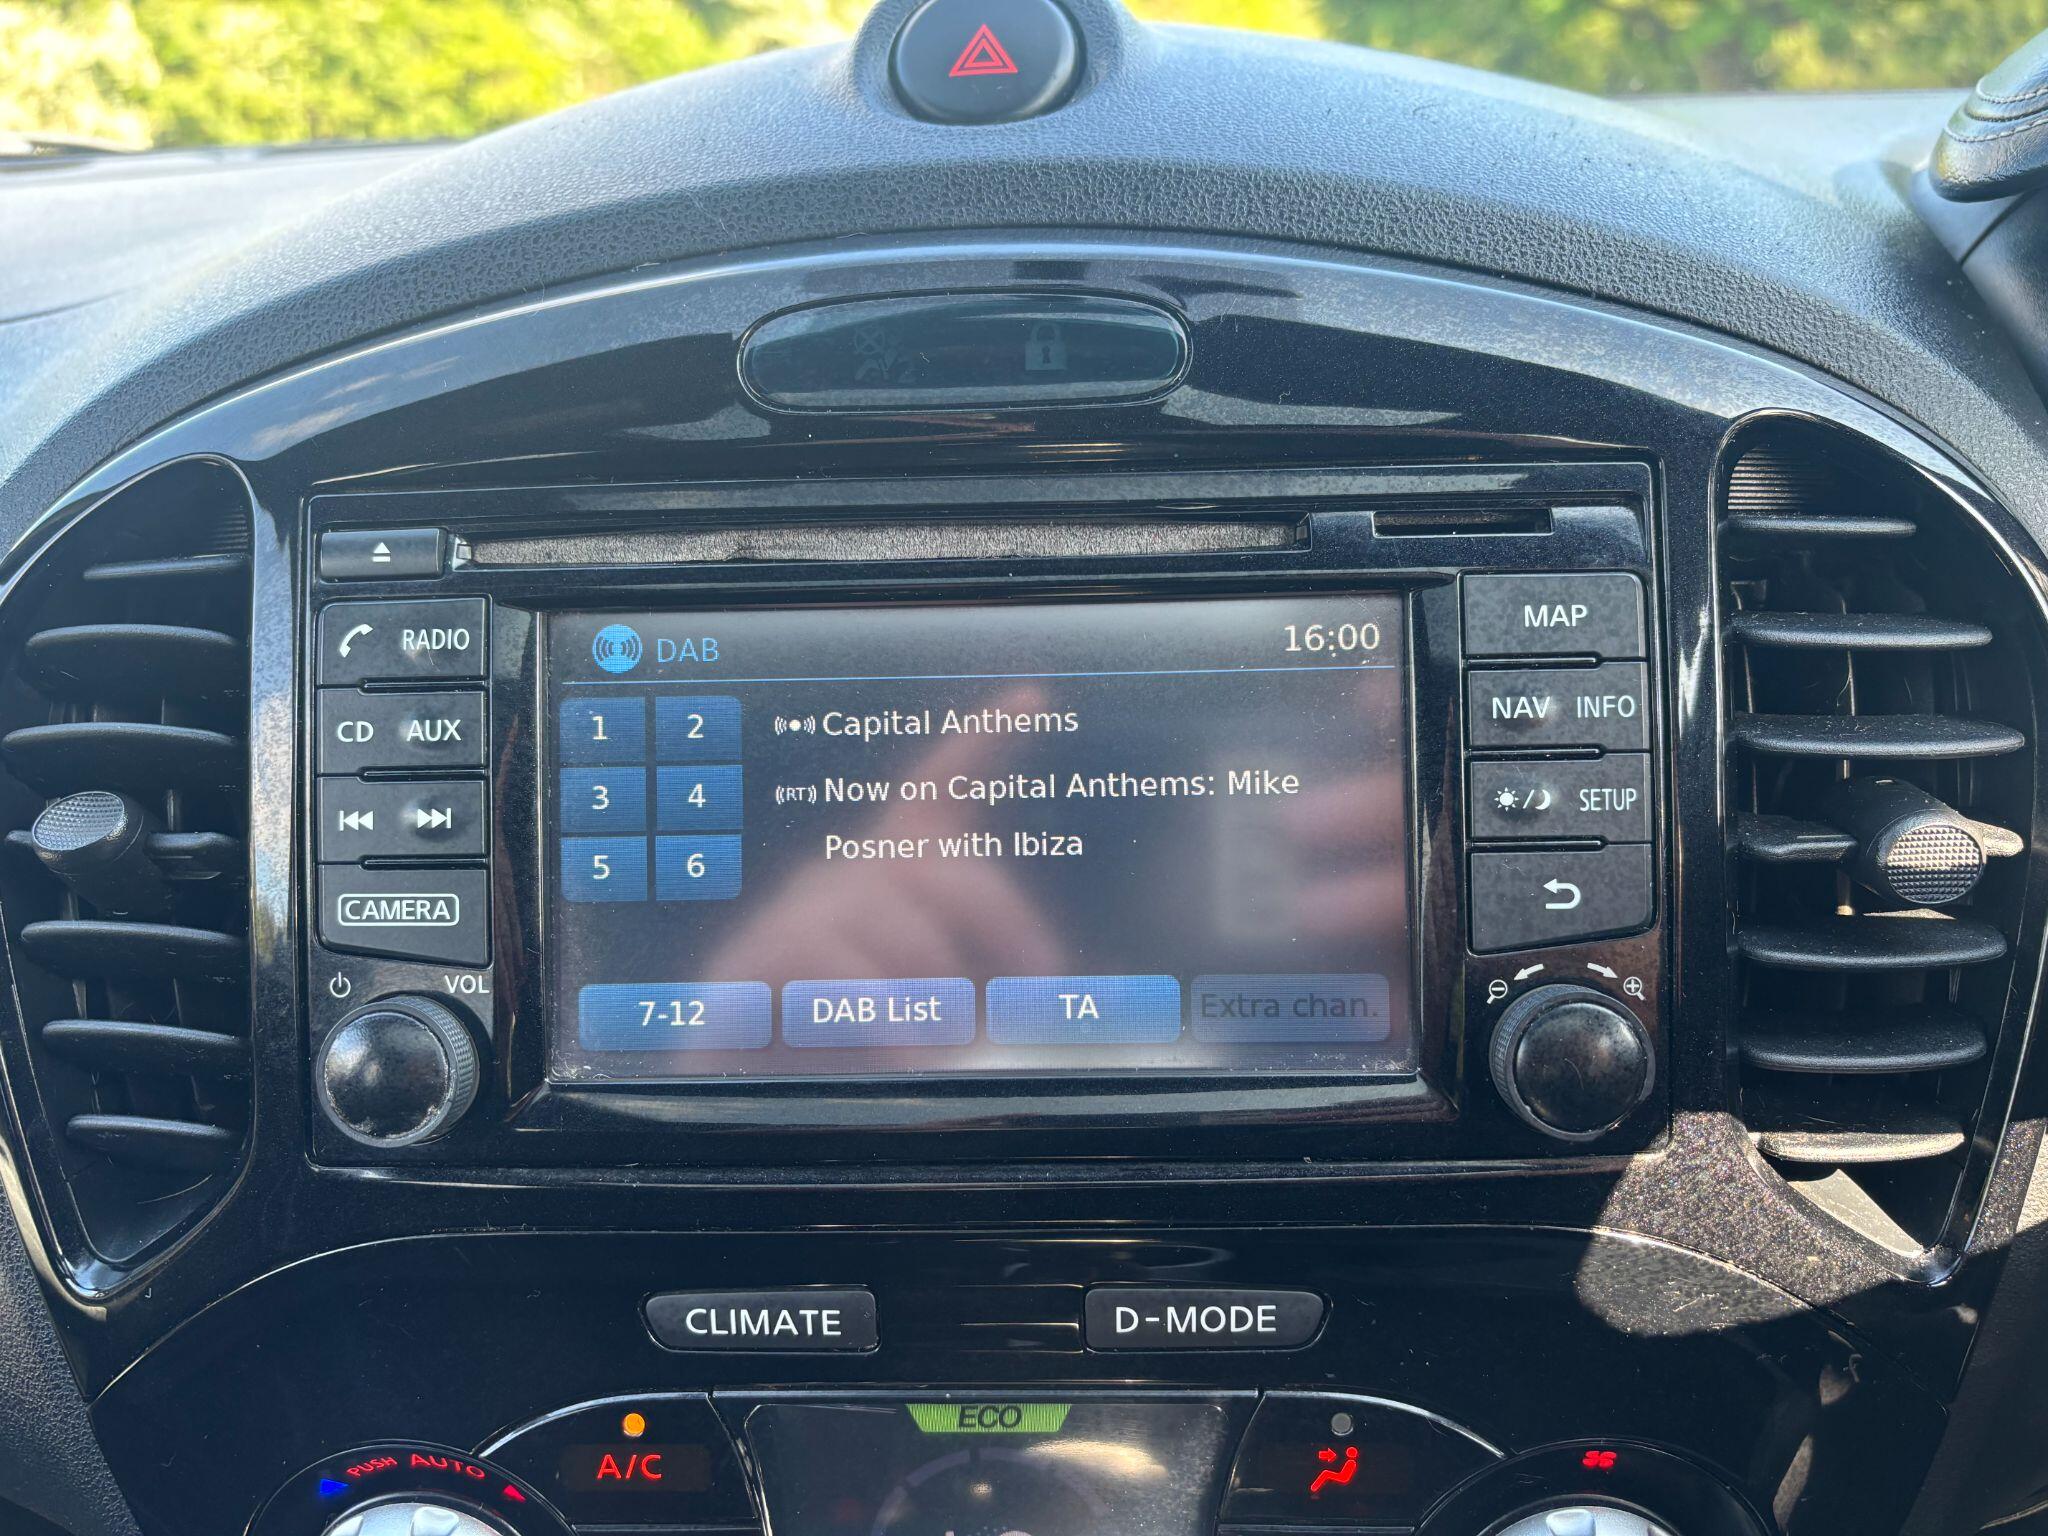 DAB 16:00
RADIO
MAP
1 2 Capital Anthems
CD AUX
NAV INFO
3 4 RT Now on Capital Anthems: Mike
SETUP
5 6 Posner with Ibiza
CAMERA
VOL
7-12 DAB List TA Extra chan.
CLIMATE D-MODE
ECO
PUSH AUTO
A/C